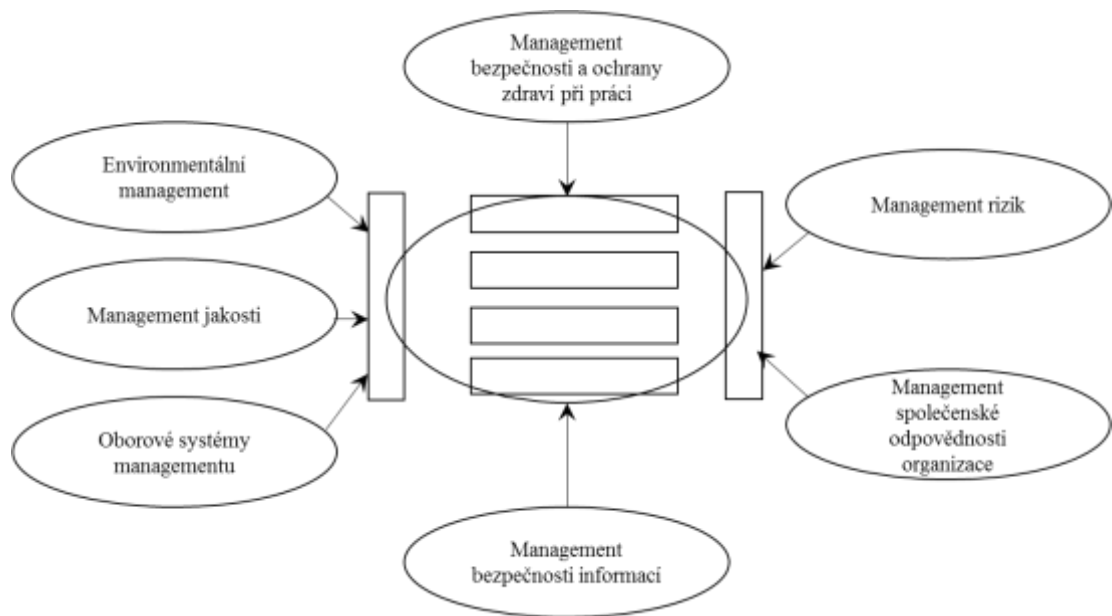 Management
bezpečnosti a ochrany
zdraví při práci
Environmentální
management
Management rizik
Management jakosti
Oborové systémy
managementu
Management
společenské
odpovědnosti
organizace
Management
bezpečnosti informací